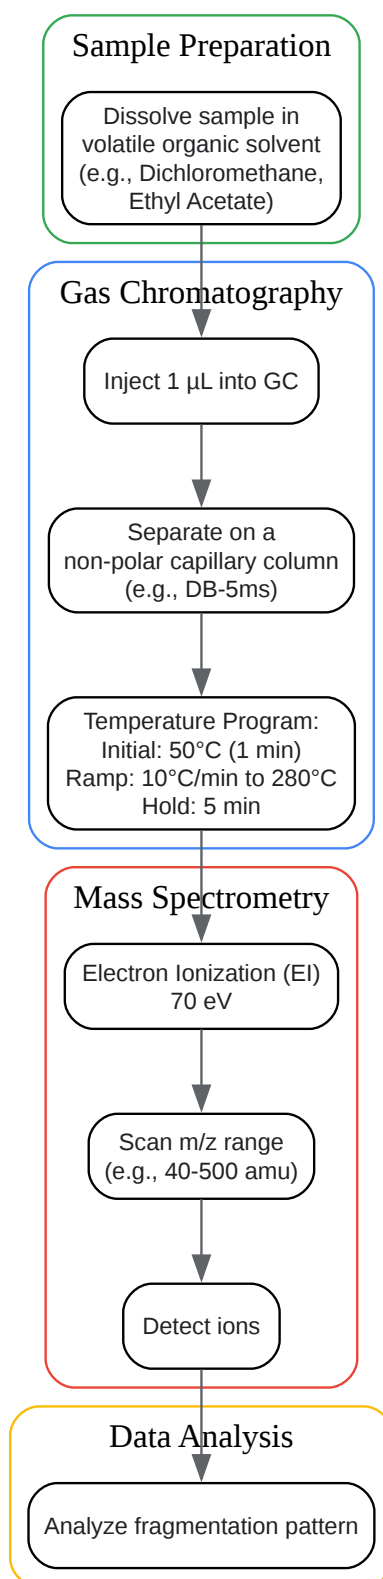 Sample Preparation
Dissolve sample in
volatile organic solvent
(e.g., Dichloromethane,
Ethyl Acetate)
Gas Chromatography
Inject 1 µL into GC
Separate on a
non-polar capillary column
(e.g., DB-5ms)
Temperature Program:
Initial: 50°C (1 min)
Ramp: 10°C/min to 280°C
Hold: 5 min
Mass Spectrometry
Electron Ionization (EI)
70 eV
Scan m/z range
(e.g., 40-500 amu)
Detect ions
Data Analysis
Analyze fragmentation pattern